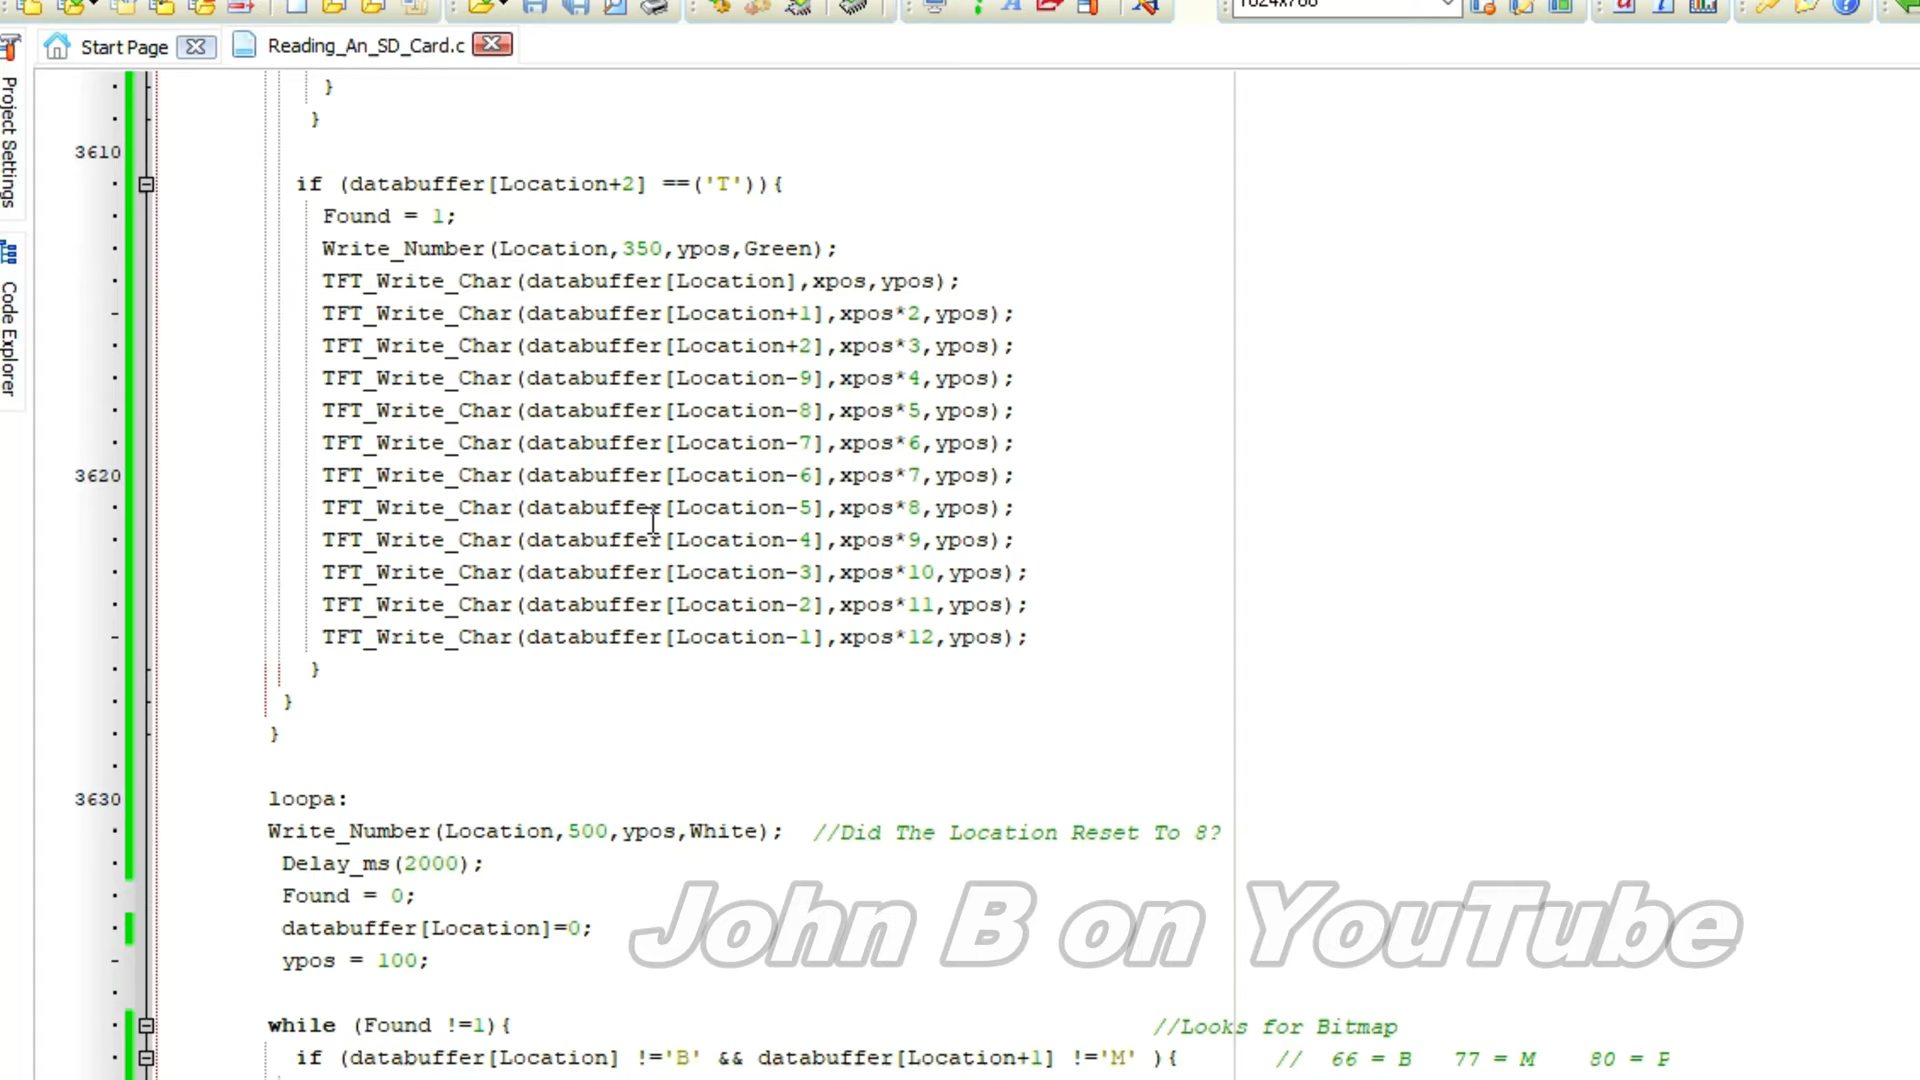 1024x768
Start Page
Reading_An_SD_Card.c
Project Settings
Code Explorer
}
}
3610
if (databuffer[Location+2] ==('T')){
Found = 1;
Write_Number(Location,350,ypos,Green);
TFT_Write_Char(databuffer[Location],xpos,ypos);
TFT_Write_Char(databuffer[Location+1],xpos*2,ypos);
TFT_Write_Char(databuffer[Location+2],xpos*3,ypos);
TFT_Write_Char(databuffer[Location-9],xpos*4,ypos);
TFT_Write_Char(databuffer[Location-8],xpos*5,ypos);
TFT_Write_Char(databuffer[Location-7],xpos*6,ypos);
3620 TFT_Write_Char(databuffer[Location-6],xpos*7,ypos);
TFT_Write_Char(databuffer[Location-5],xpos*8,ypos);
TFT_Write_Char(databuffer[Location-4],xpos*9,ypos);
TFT_Write_Char(databuffer[Location-3],xpos*10,ypos);
TFT_Write_Char(databuffer[Location-2],xpos*11,ypos);
TFT_Write_Char(databuffer[Location-1],xpos*12,ypos);
}
}
}
3630 loopa:
Write_Number(Location,500,ypos,White); //Did The Location Reset To 8?
Delay_ms(2000);
Found = 0;
databuffer[Location]=0;
ypos = 100;
John B on YouTube
while (Found !=1){ //Looks for Bitmap
if (databuffer[Location] !='B' && databuffer[Location+1] !='M' ){ // 66 = B 77 = M 80 = P